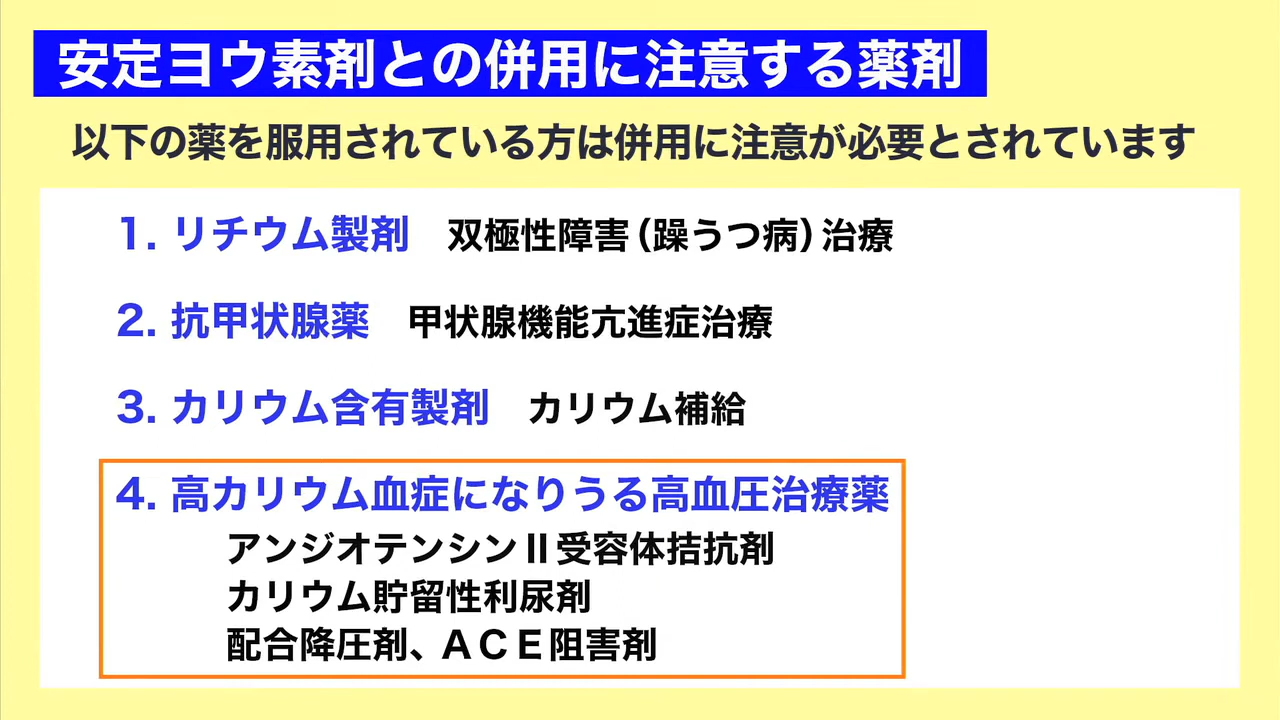 安定ヨウ素剤との併用に注意する薬剤
以下の薬を服用されている方は併用に注意が必要とされています
1. リチウム製剤 双極性障害(躁うつ病)治療
2. 抗甲状腺薬 甲状腺機能亢進症治療
3. カリウム含有製剤 カリウム補給
4. 高カリウム血症になりうる高血圧治療薬
アンジオテンシンⅡ受容体拮抗剤
カリウム貯留性利尿剤
配合降圧剤、ACE阻害剤